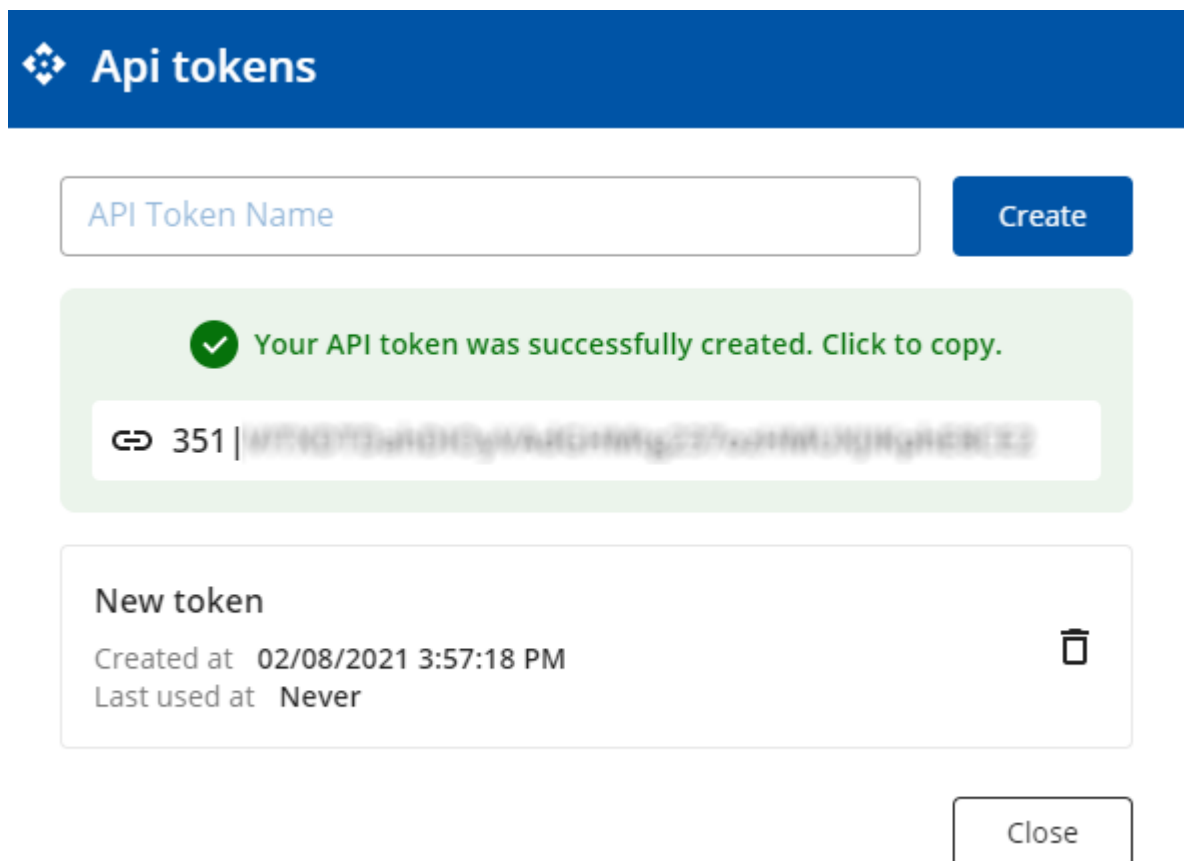 Api tokens
API Token Name
Create
Your API token was successfully created. Click to copy.
351|
New token
Created at 02/08/2021 3:57:18 PM
Last used at Never
Close